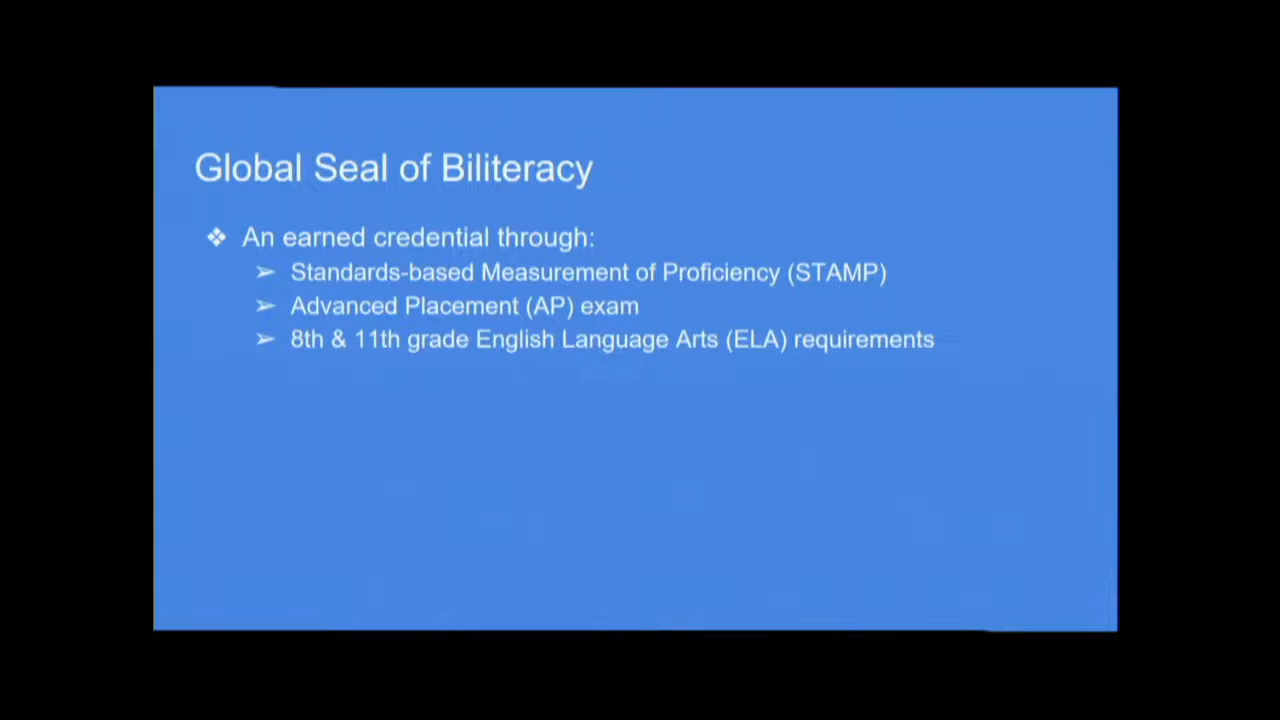 Global Seal of Biliteracy
❖ An earned credential through:
➢ Standards-based Measurement of Proficiency (STAMP)
➢ Advanced Placement (AP) exam
➢ 8th & 11th grade English Language Arts (ELA) requirements